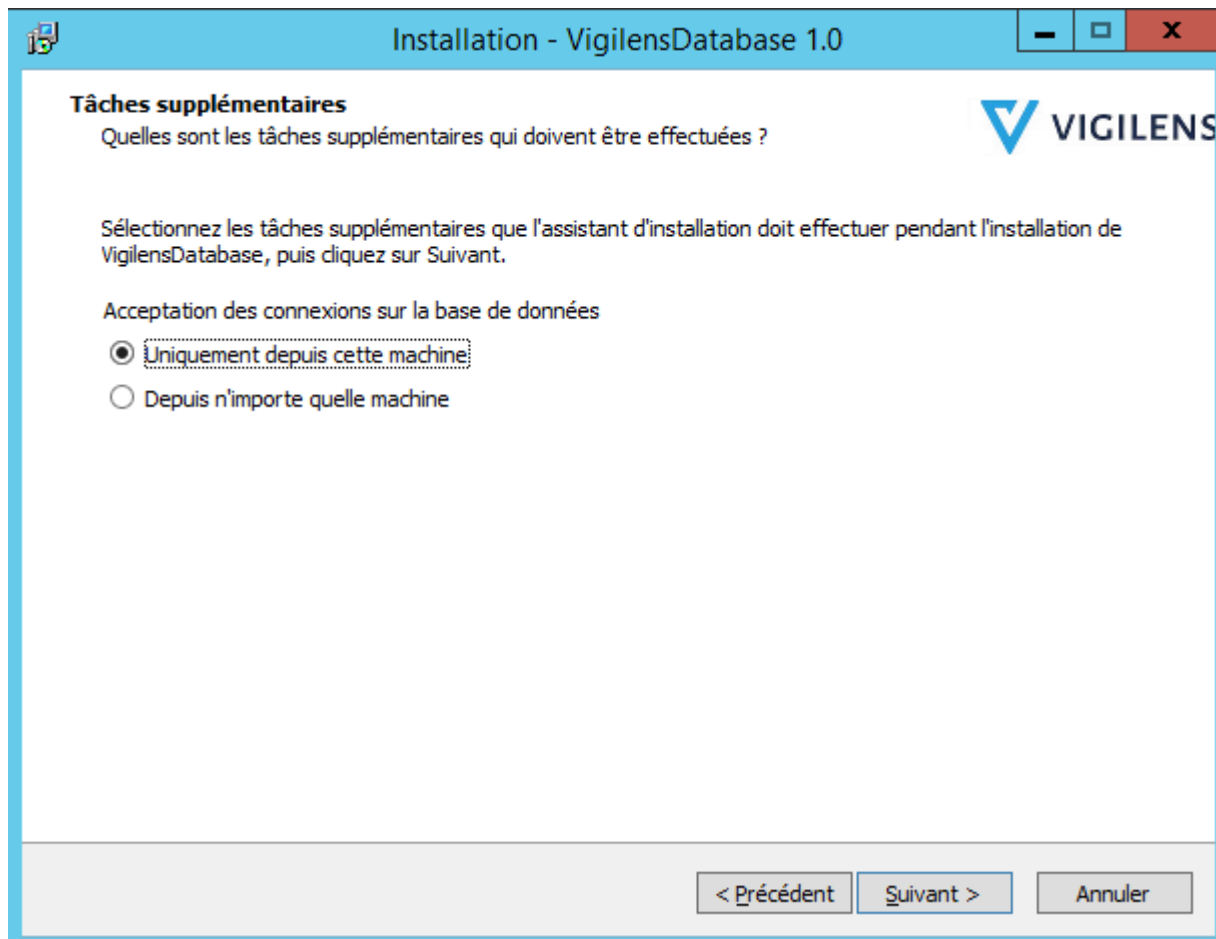 Installation - VigilensDatabase 1.0
Tâches supplémentaires
Quelles sont les tâches supplémentaires qui doivent être effectuées ?
VIGILENS
Sélectionnez les tâches supplémentaires que l'assistant d'installation doit effectuer pendant l'installation de
VigilensDatabase, puis cliquez sur Suivant.
Acceptation des connexions sur la base de données
Uniquement depuis cette machine
Depuis n'importe quelle machine
< Précédent
Suivant >
Annuler